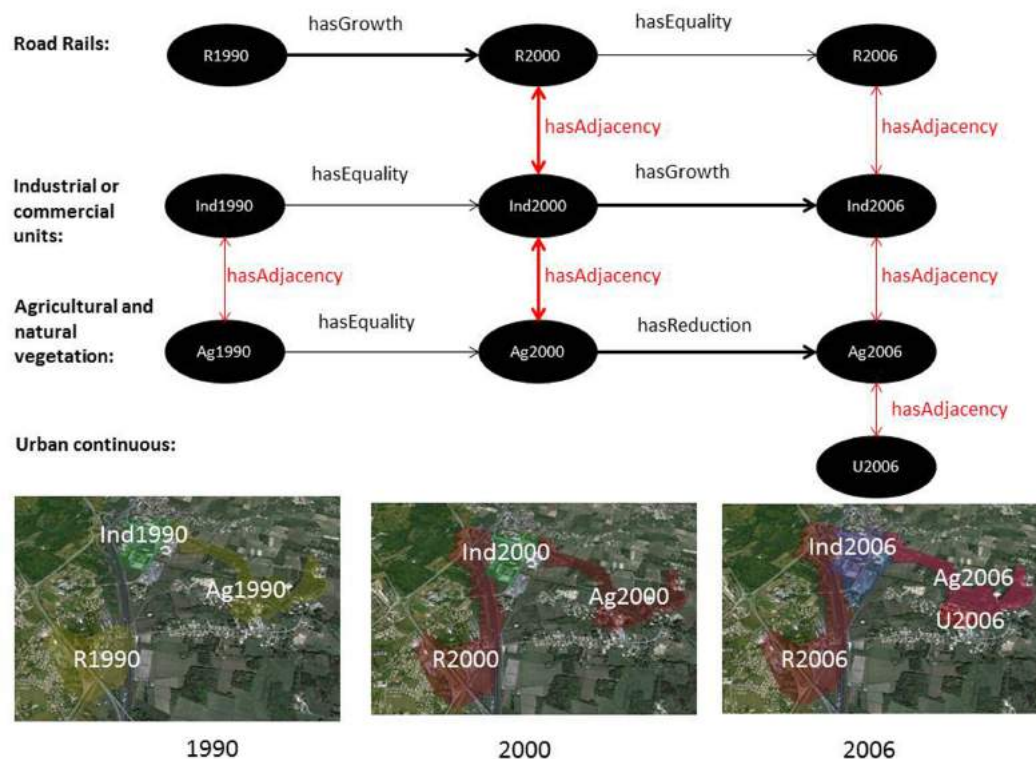 Road Rails:
R1990
hasGrowth
R2000
hasEquality
R2006
hasAdjacency
hasAdjacency
Industrial or
commercial
units:
Ind1990
hasEquality
Ind2000
hasGrowth
Ind2006
hasAdjacency
hasAdjacency
hasAdjacency
Agricultural and
natural
vegetation:
Ag1990
hasEquality
Ag2000
hasReduction
Ag2006
hasAdjacency
Urban continuous:
U2006
Ind1990
Ag1990
R1990
Ind2000
Ag2000
R2000
Ind2006
Ag2006
U2006
R2006
1990
2000
2006